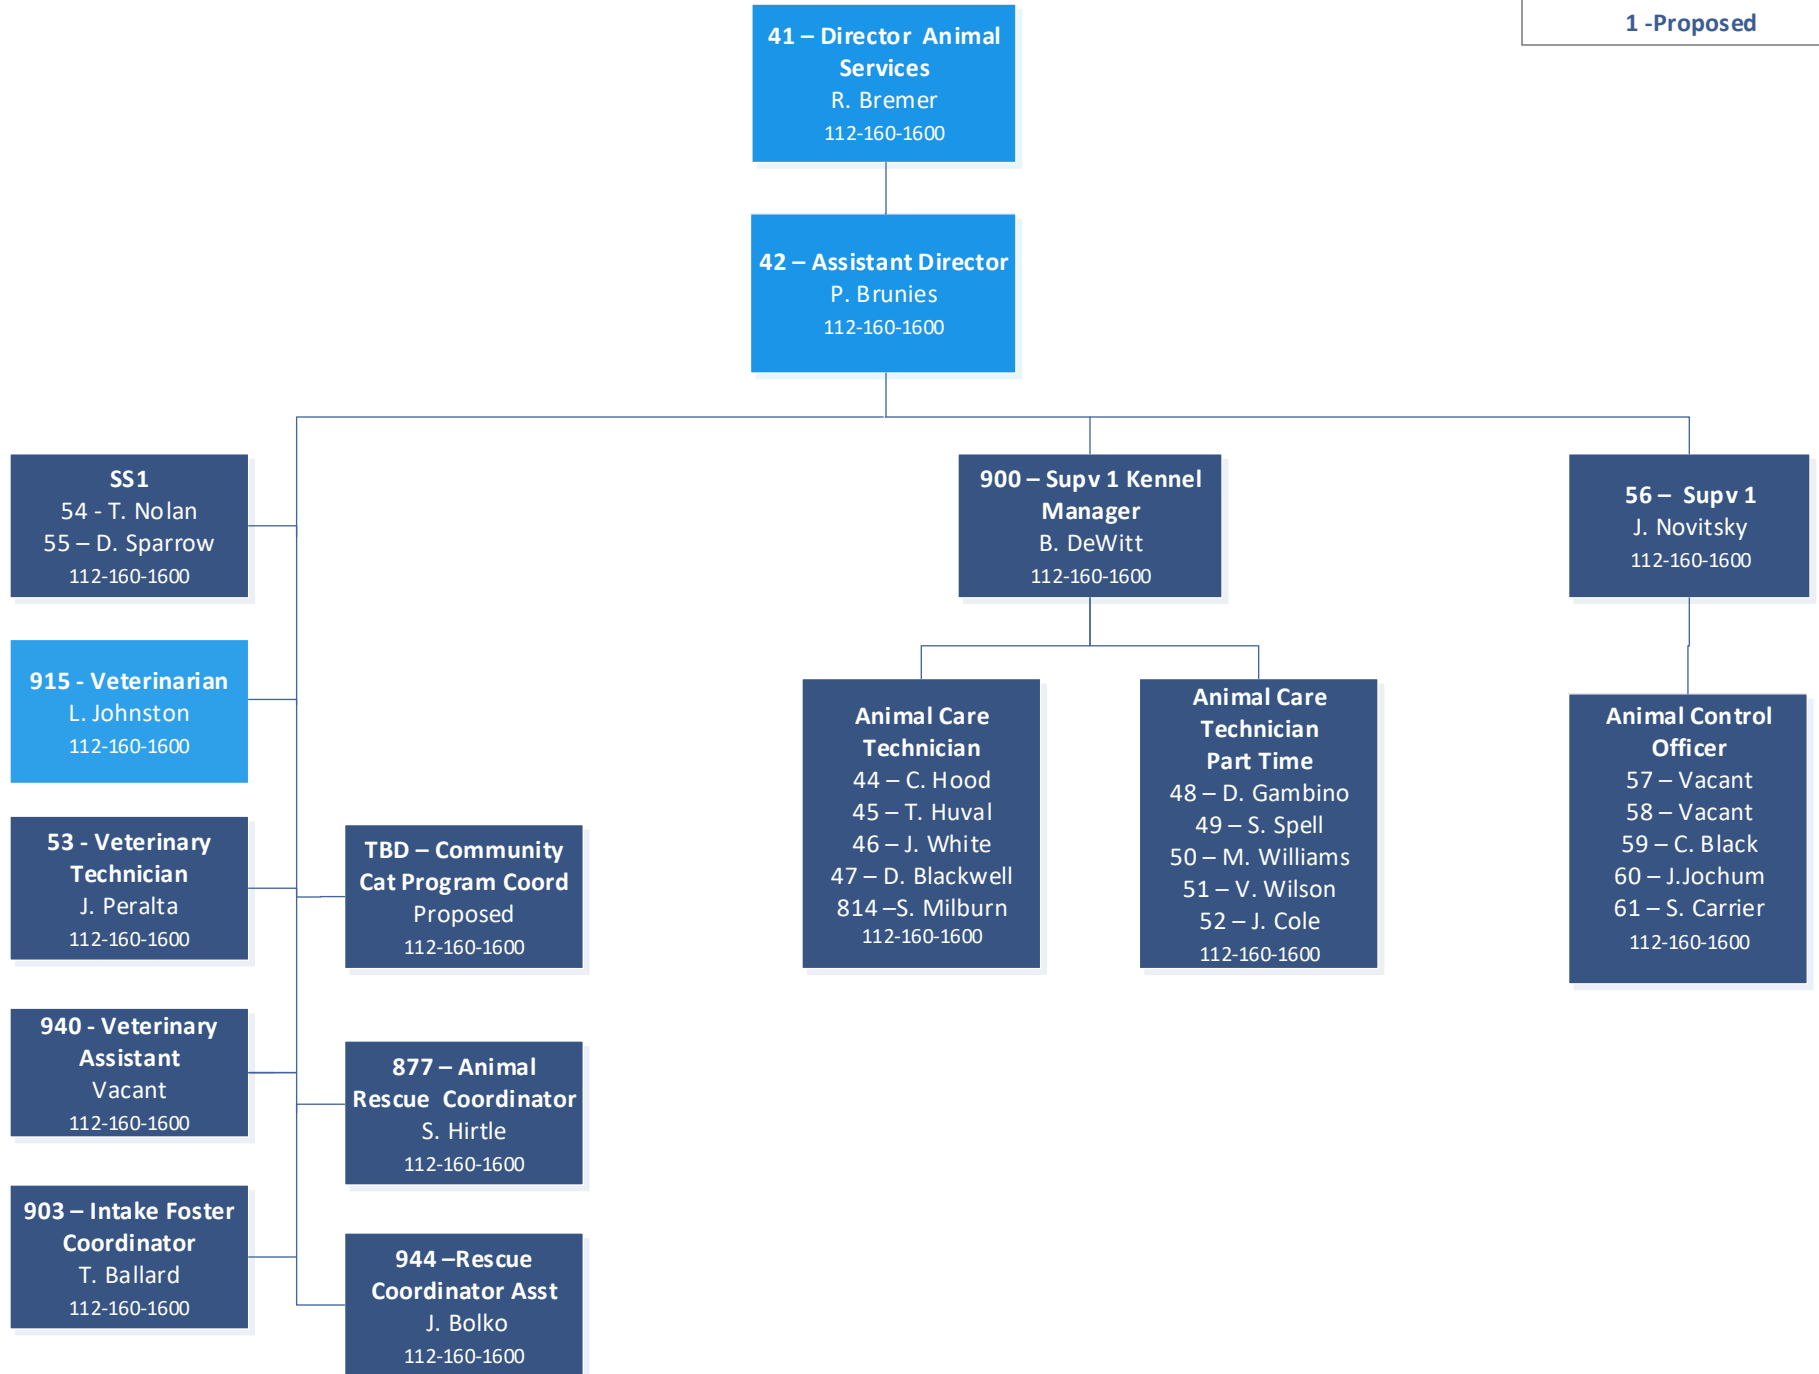 1 -Proposed
41 – Director Animal
Services
R. Bremer
112-160-1600
42 – Assistant Director
P. Brunies
112-160-1600
SS1
54 - T. Nolan
55 – D. Sparrow
112-160-1600
900 – Supv 1 Kennel
Manager
B. DeWitt
112-160-1600
56 – Supv 1
J. Novitsky
112-160-1600
915 - Veterinarian
L. Johnston
112-160-1600
Animal Care
Technician
44 – C. Hood
45 – T. Huval
46 – J. White
47 – D. Blackwell
814 –S. Milburn
112-160-1600
Animal Care
Technician
Part Time
48 – D. Gambino
49 – S. Spell
50 – M. Williams
51 – V. Wilson
52 – J. Cole
112-160-1600
Animal Control
Officer
57 – Vacant
58 – Vacant
59 – C. Black
60 – J.Jochum
61 – S. Carrier
112-160-1600
53 - Veterinary
Technician
J. Peralta
112-160-1600
TBD – Community
Cat Program Coord
Proposed
112-160-1600
940 - Veterinary
Assistant
Vacant
112-160-1600
877 – Animal
Rescue Coordinator
S. Hirtle
112-160-1600
903 – Intake Foster
Coordinator
T. Ballard
112-160-1600
944 –Rescue
Coordinator Asst
J. Bolko
112-160-1600